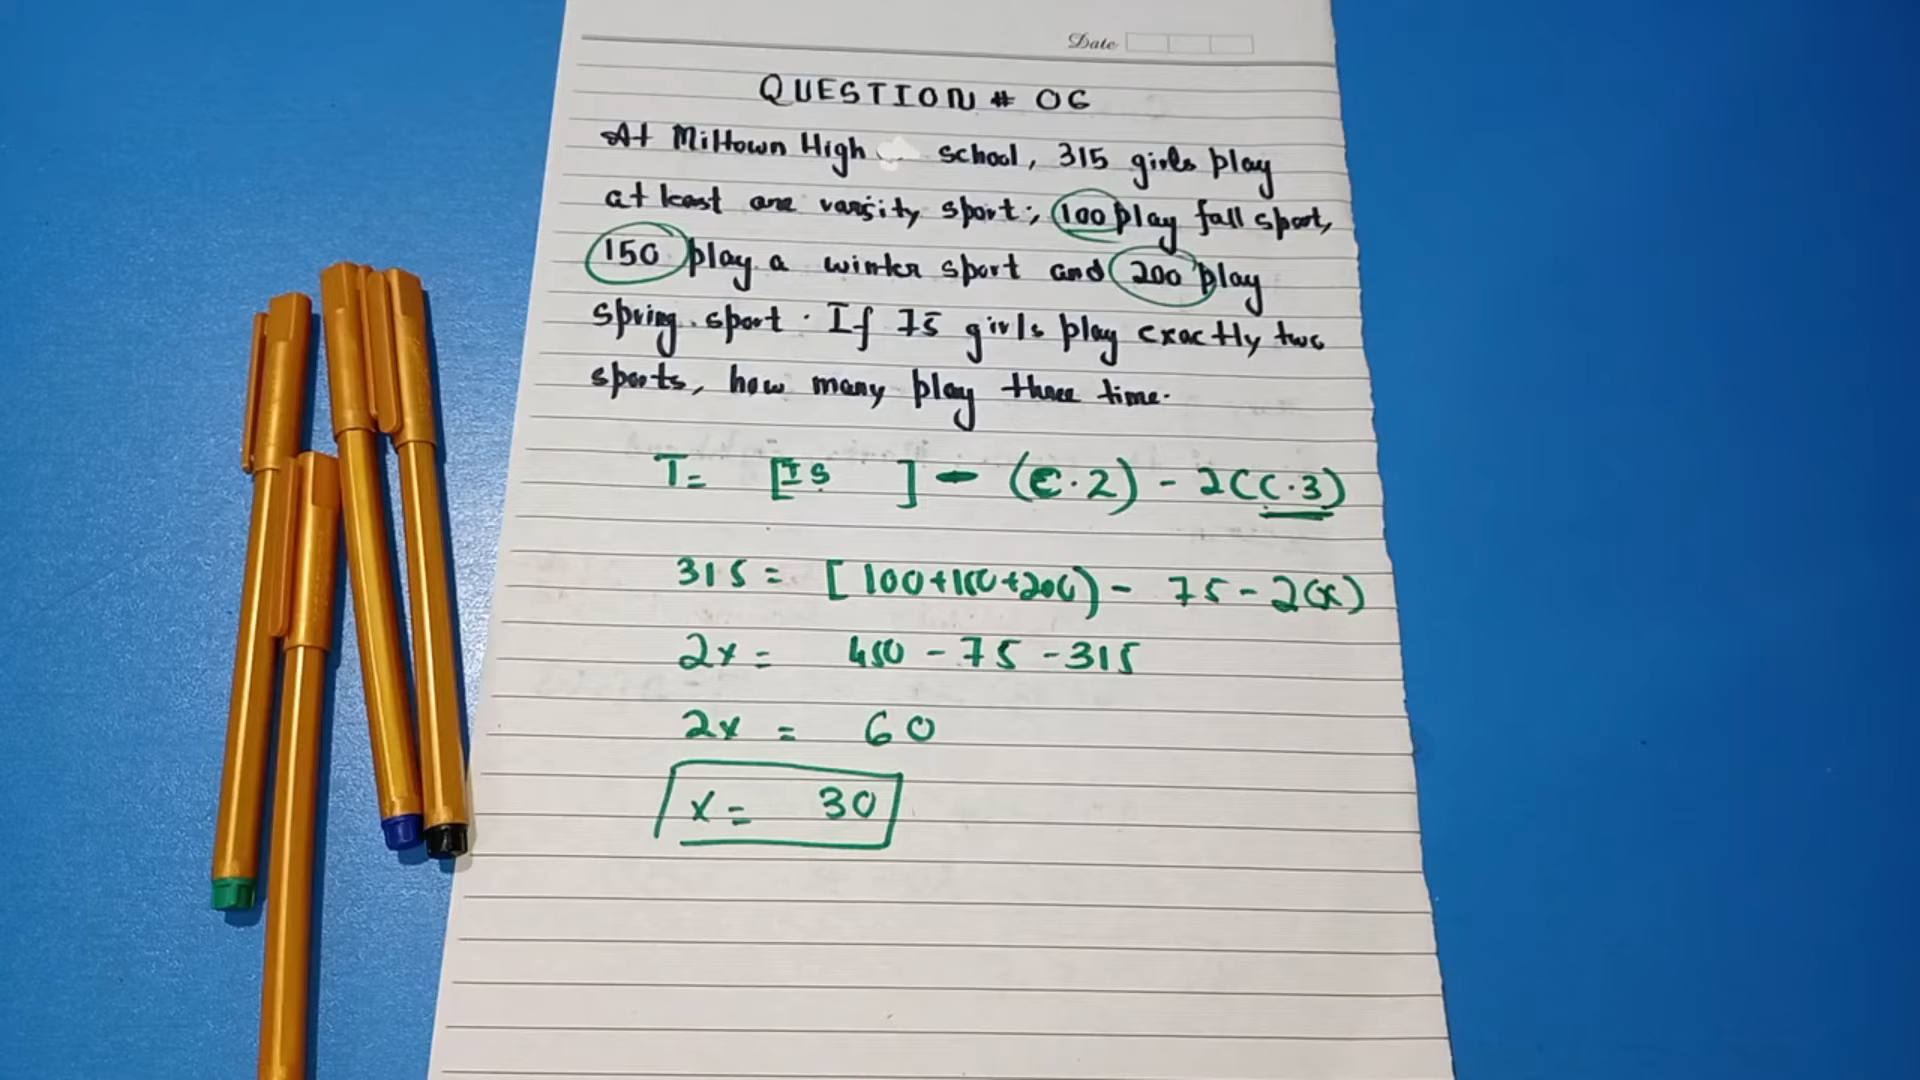 Date
QUESTION # 06
At Milltown High school, 315 girls play
at least one varsity sport; 100 play fall sport,
150 play a winter sport and 200 play
spring sport. If 75 girls play exactly two
sports, how many play three time.
T= [IS ] - (E.2) - 2(C.3)
315 = [100+150+200) - 75 - 2(x)
2x = 450 - 75 - 315
2x = 60
x = 30